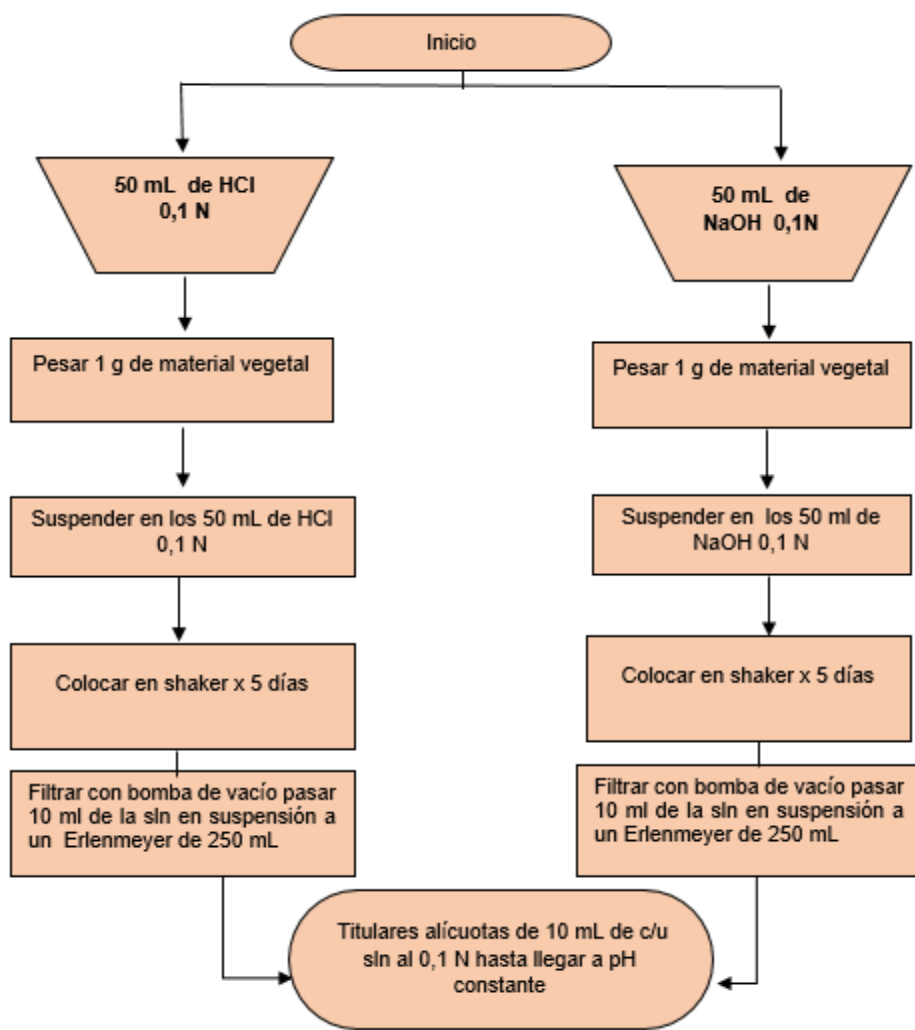 Inicio
50 mL de HCl
0,1 N
Pesar 1 g de material vegetal
Suspender en los 50 mL de HCl
0,1 N
Colocar en shaker x 5 días
Filtrar con bomba de vacío pasar
10 ml de la sln en suspensión a
un Erlenmeyer de 250 mL
50 mL de
NaOH 0,1N
Pesar 1 g de material vegetal
Suspender en los 50 ml de
NaOH 0,1 N
Colocar en shaker x 5 días
Filtrar con bomba de vacío pasar
10 ml de la sln en suspensión a
un Erlenmeyer de 250 mL
Titulares alícuotas de 10 mL de c/u
sln al 0,1 N hasta llegar a pH
constante